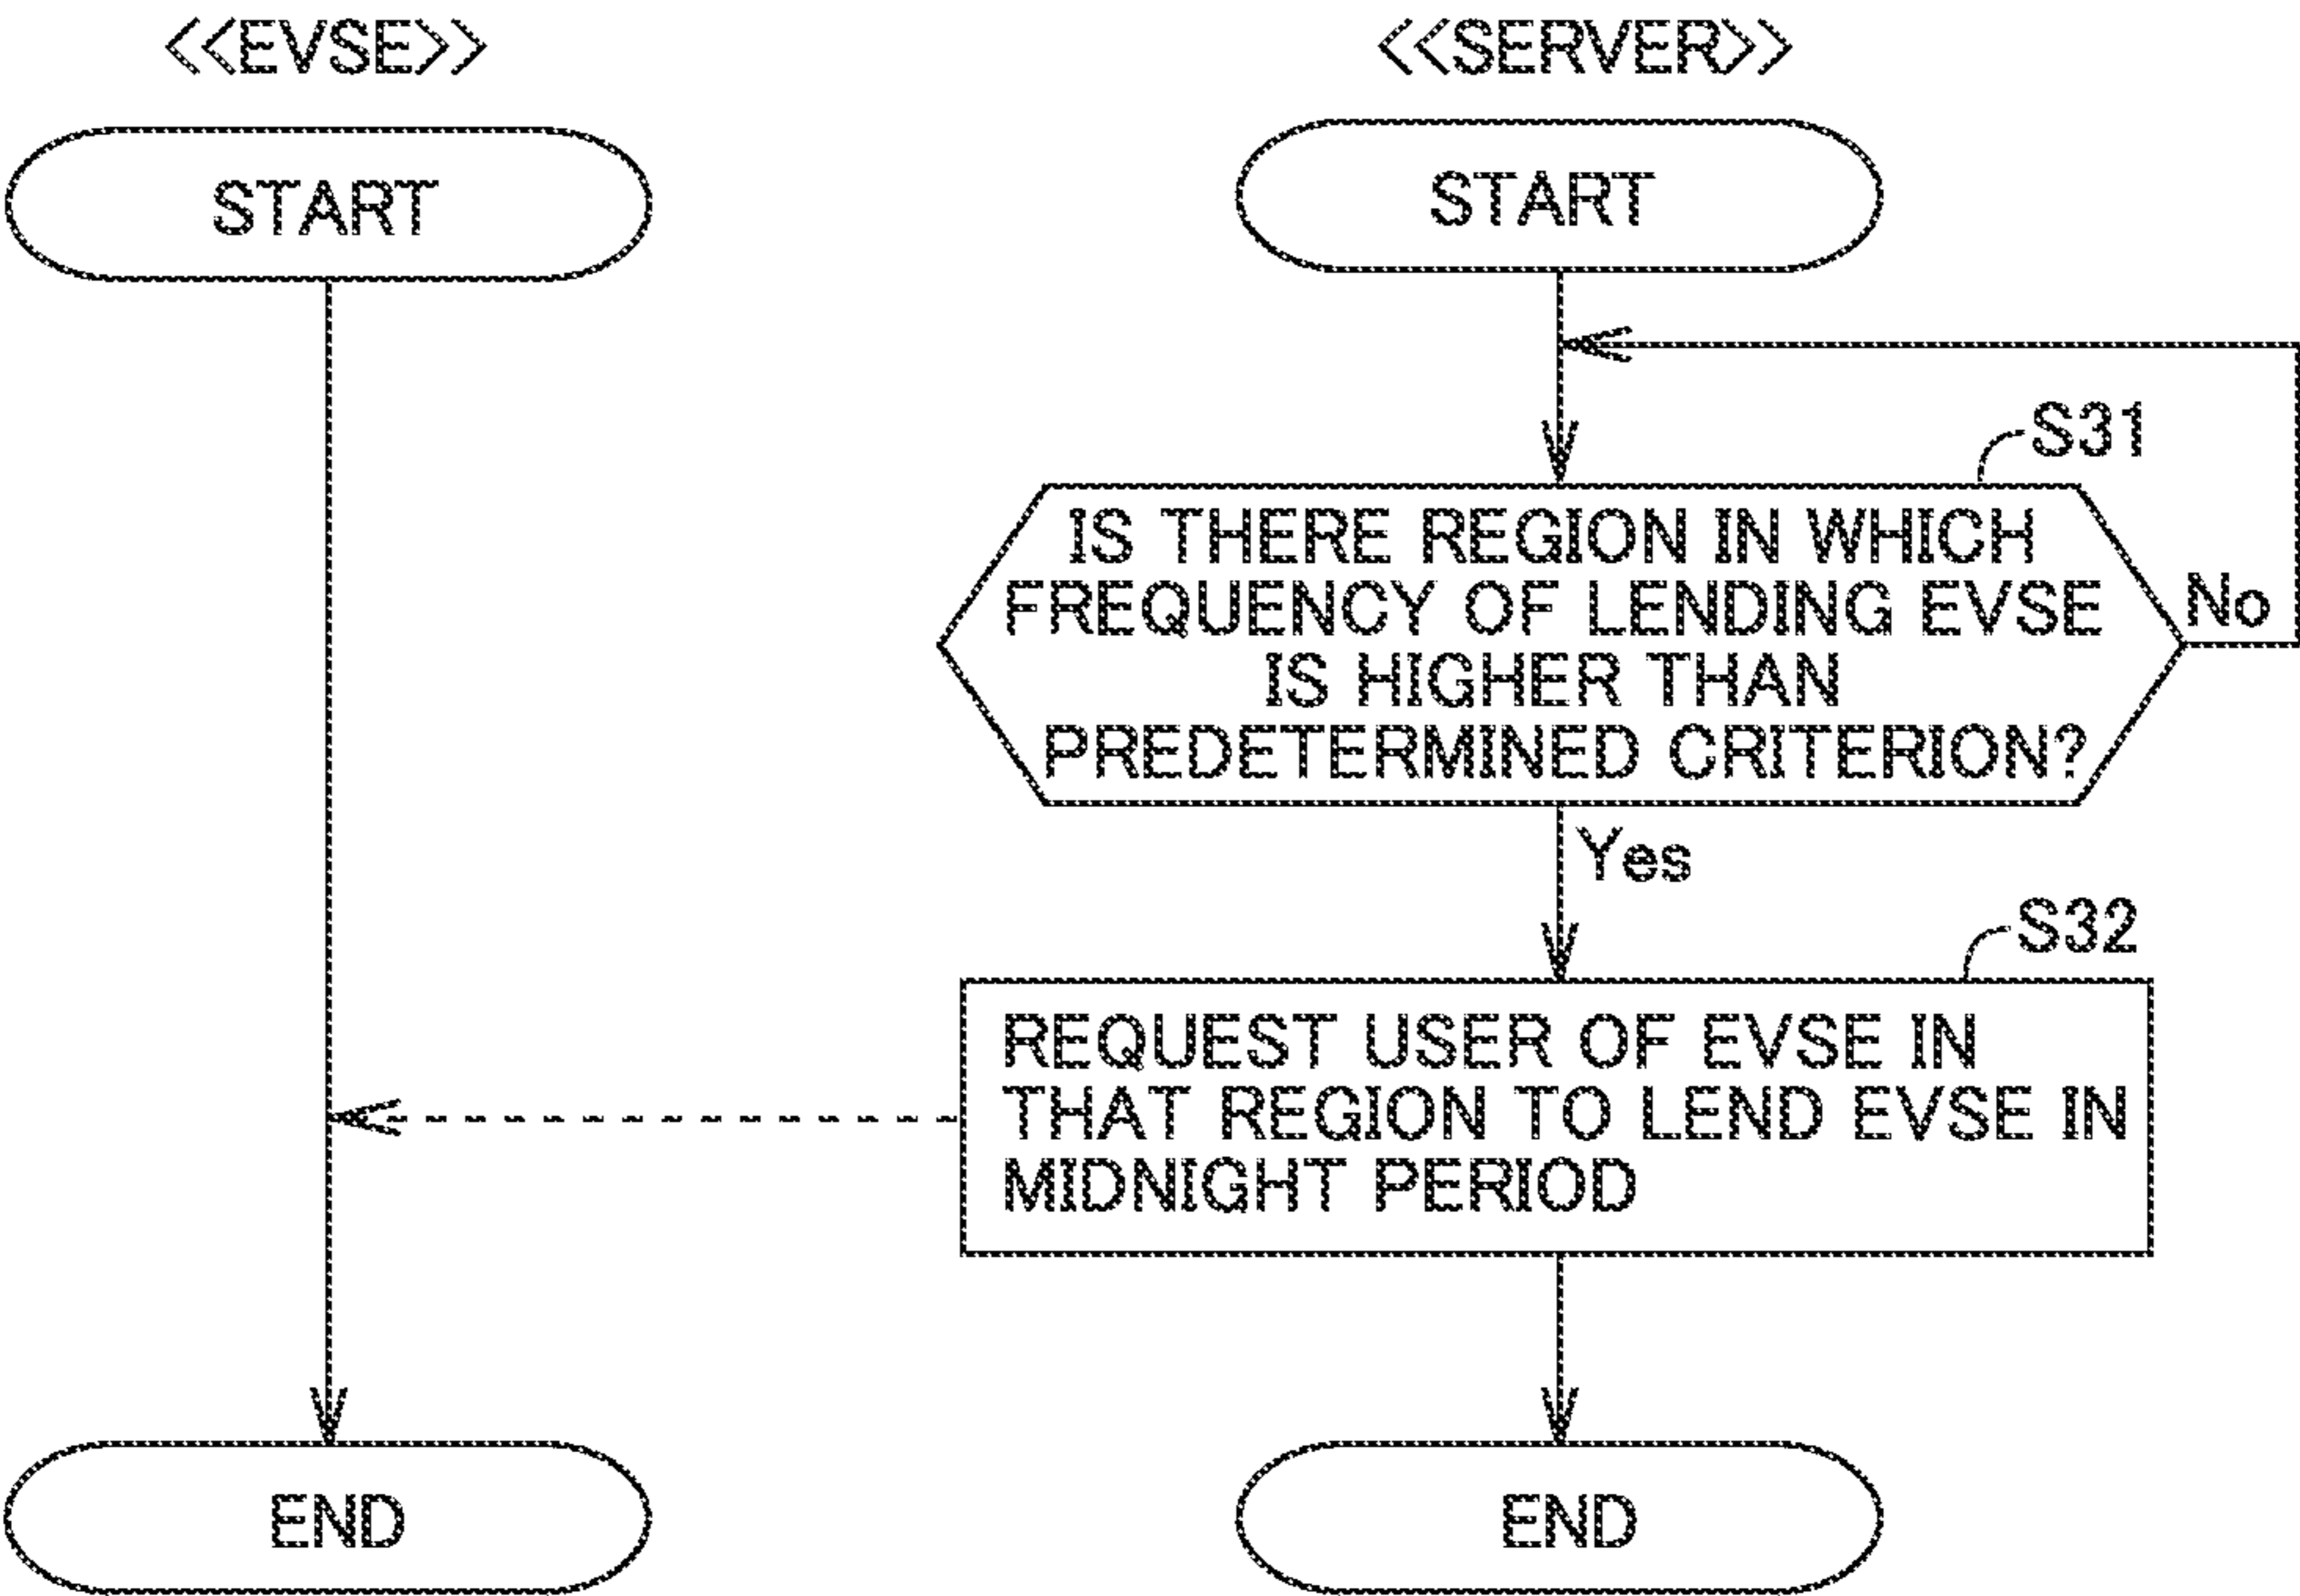 <<EVSE>>
<<SERVER>>
START
START
S31
IS THERE REGION IN WHICH
FREQUENCY OF LENDING EVSE
IS HIGHER THAN
PREDETERMINED CRITERION?
No
Yes
S32
REQUEST USER OF EVSE IN
THAT REGION TO LEND EVSE IN
MIDNIGHT PERIOD
END
END